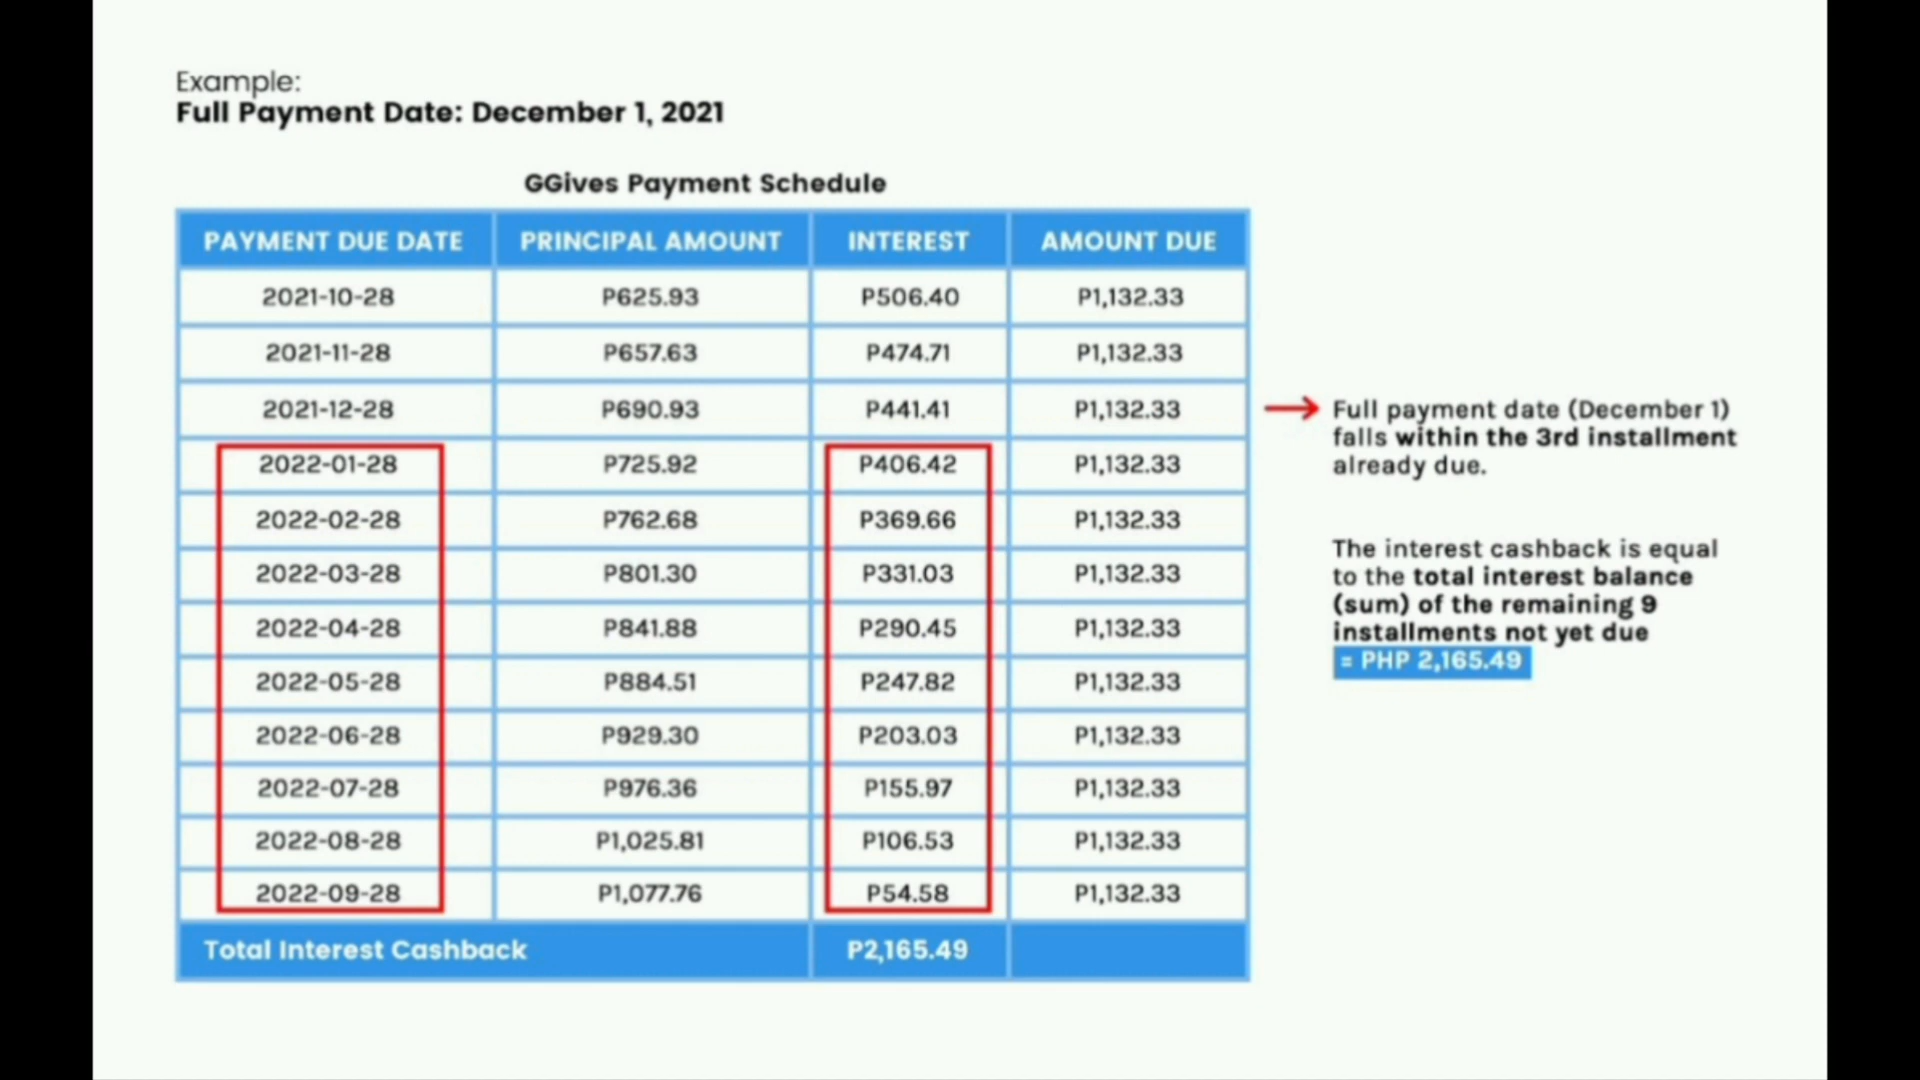 Example:
Full Payment Date: December 1, 2021
GGives Payment Schedule
PAYMENT DUE DATE PRINCIPAL AMOUNT INTEREST AMOUNT DUE
2021-10-28 P625.93 P506.40 P1,132.33
2021-11-28 P657.63 P474.71 P1,132.33
2021-12-28 P690.93 P441.41 P1,132.33
2022-01-28 P725.92 P406.42 P1,132.33
2022-02-28 P762.68 P369.66 P1,132.33
2022-03-28 P801.30 P331.03 P1,132.33
2022-04-28 P841.88 P290.45 P1,132.33
2022-05-28 P884.51 P247.82 P1,132.33
2022-06-28 P929.30 P203.03 P1,132.33
2022-07-28 P976.36 P155.97 P1,132.33
2022-08-28 P1,025.81 P106.53 P1,132.33
2022-09-28 P1,077.76 P54.58 P1,132.33
Total Interest Cashback P2,165.49
Full payment date (December 1)
falls within the 3rd installment
already due.
The interest cashback is equal
to the total interest balance
(sum) of the remaining 9
installments not yet due
= PHP 2,165.49